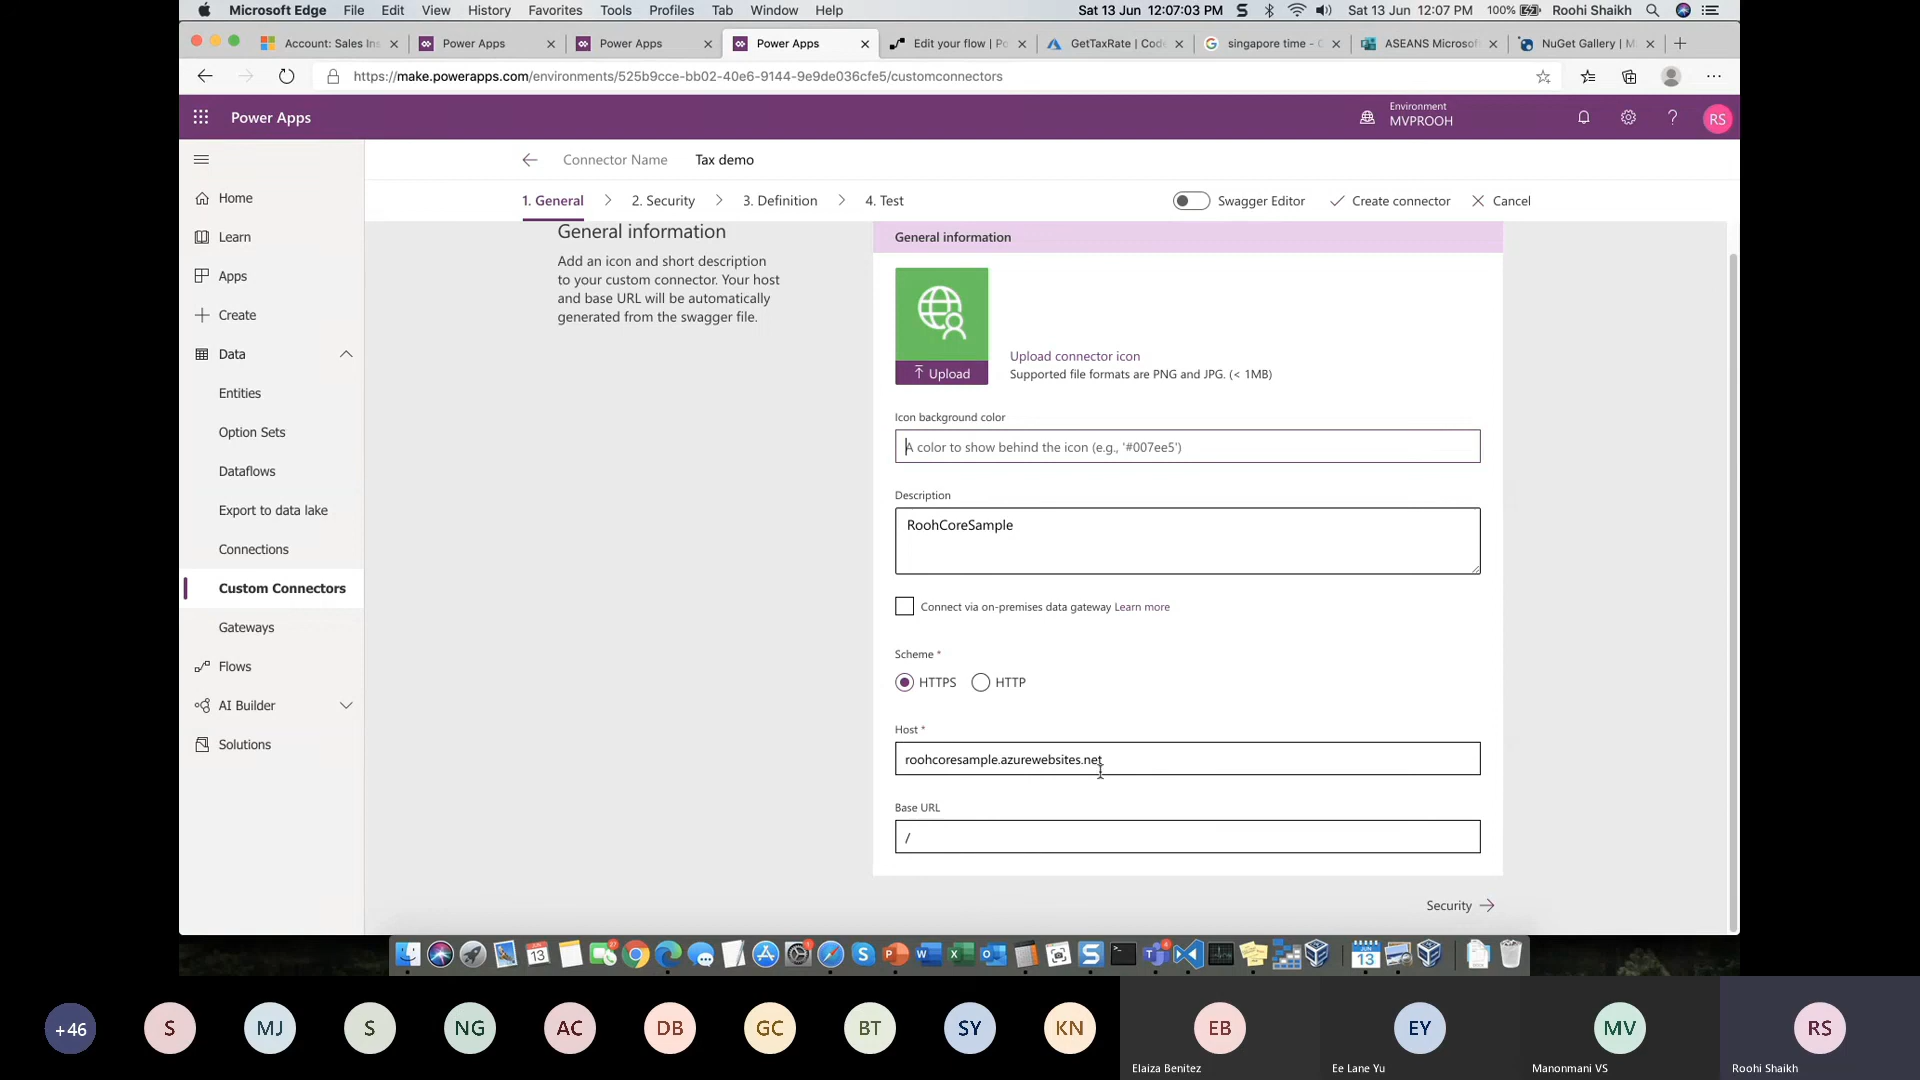 Microsoft Edge File Edit View History Favorites Tools Profiles Tab Window Help Sat 13 Jun 12:07:03 PM Sat 13 Jun 12:07 PM 100% Roohi Shaikh
Account: Sales Ins Power Apps Power Apps Power Apps Edit your flow | Po GetTaxRate | Code singapore time - G ASEANS Microsof NuGet Gallery | M
https://make.powerapps.com/environments/525b9cce-bb02-40e6-9144-9e9de036cfe5/customconnectors
Power Apps
Environment
MVPROOH
RS
Connector Name Tax demo
1. General 2. Security 3. Definition 4. Test Swagger Editor Create connector Cancel
Home
Learn
Apps
Create
Data
Entities
Option Sets
Dataflows
Export to data lake
Connections
Custom Connectors
Gateways
Flows
AI Builder
Solutions
General information
Add an icon and short description
to your custom connector. Your host
and base URL will be automatically
generated from the swagger file.
General information
Upload
Upload connector icon
Supported file formats are PNG and JPG. (< 1MB)
Icon background color
A color to show behind the icon (e.g., '#007ee5')
Description
RoohCoreSample
Connect via on-premises data gateway Learn more
Scheme *
HTTPS HTTP
Host *
roohcoresample.azurewebsites.net
Base URL
/
Security
+46 S MJ S NG AC DB GC BT SY KN EB EY MV RS
Elaiza Benitez Ee Lane Yu Manonmani VS Roohi Shaikh